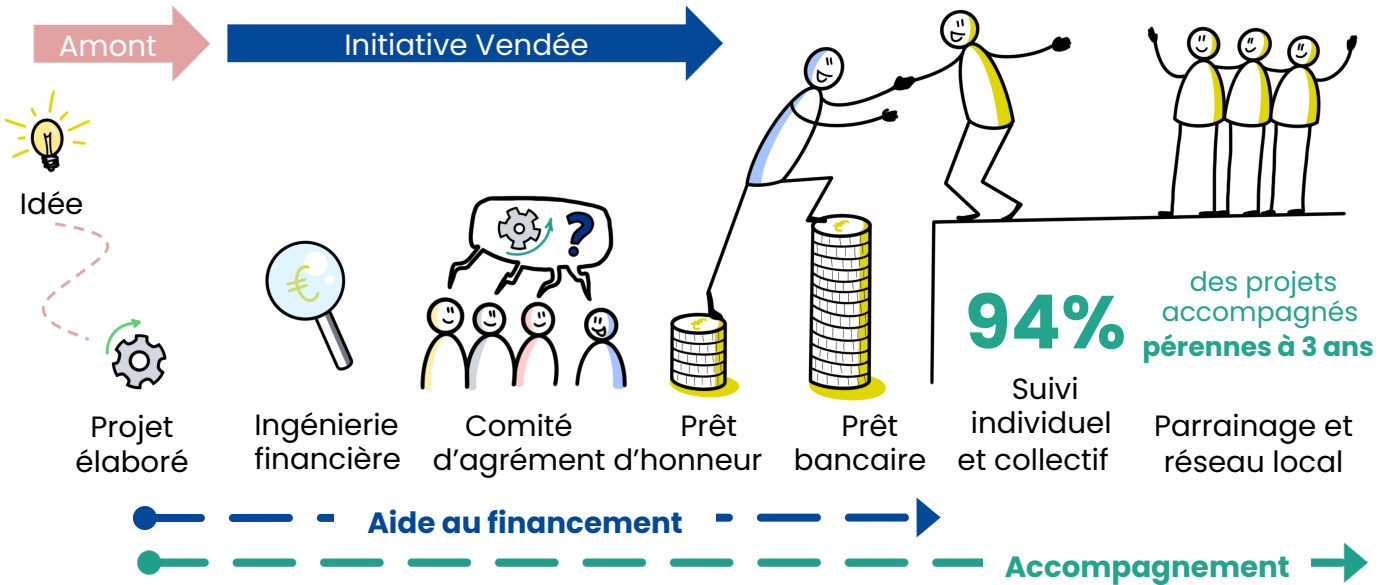 Amont
Initiative Vendée
Idée
Projet
élaboré
Ingénierie
financière
Comité
d'agrément
Prêt
d'honneur
Prêt
bancaire
94%
des projets
accompagnés
pérennes à 3 ans
Suivi
individuel
et collectif
Parrainage et
réseau local
Aide au financement
Accompagnement